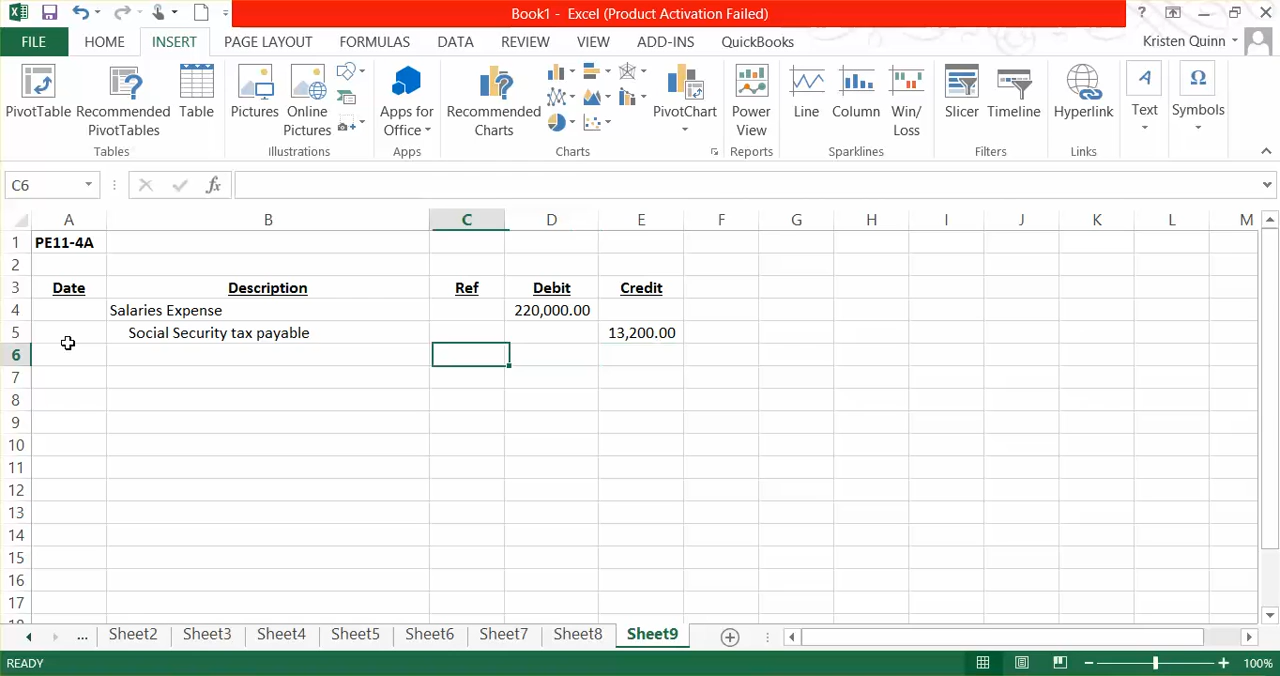 Book1 - Excel (Product Activation Failed)
?
FILE HOME INSERT PAGE LAYOUT FORMULAS DATA REVIEW VIEW ADD-INS QuickBooks Kristen Quinn
PivotTable Recommended PivotTables Table Pictures Online Pictures Apps for Office Recommended Charts PivotChart Power View Line Column Win/ Loss Slicer Timeline Hyperlink Text Symbols
Tables Illustrations Apps Charts Reports Sparklines Filters Links
C6 fx
A B C D E F G H I J K L M
1 PE11-4A
2
3 Date Description Ref Debit Credit
4 Salaries Expense 220,000.00
5 Social Security tax payable 13,200.00
6
7
8
9
10
11
12
13
14
15
16
17
... Sheet2 Sheet3 Sheet4 Sheet5 Sheet6 Sheet7 Sheet8 Sheet9
READY 100%